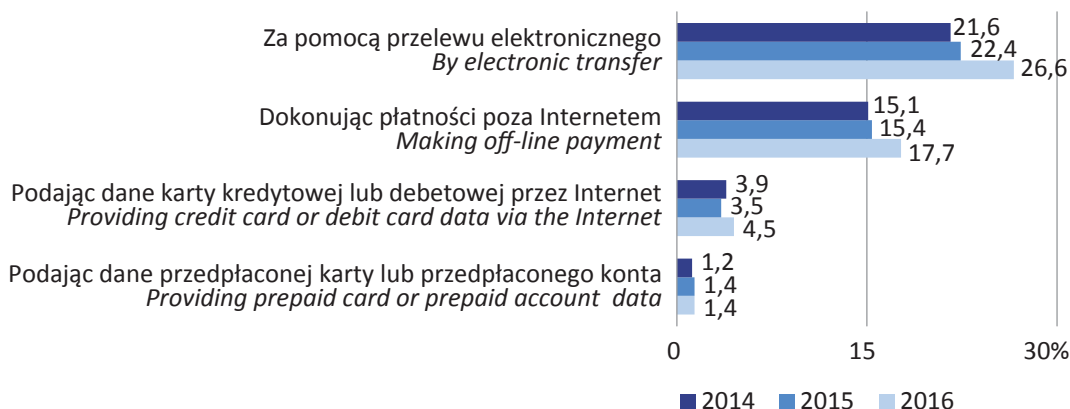 Za pomocą przelewu elektronicznego
By electronic transfer
21,6
22,4
26,6
Dokonując płatności poza Internetem
Making off-line payment
15,1
15,4
17,7
Podając dane karty kredytowej lub debetowej przez Internet
Providing credit card or debit card data via the Internet
3,9
3,5
4,5
Podając dane przedpłaconej karty lub przedpłaconego konta
Providing prepaid card or prepaid account data
1,2
1,4
1,4
0 15 30%
2014 2015 2016